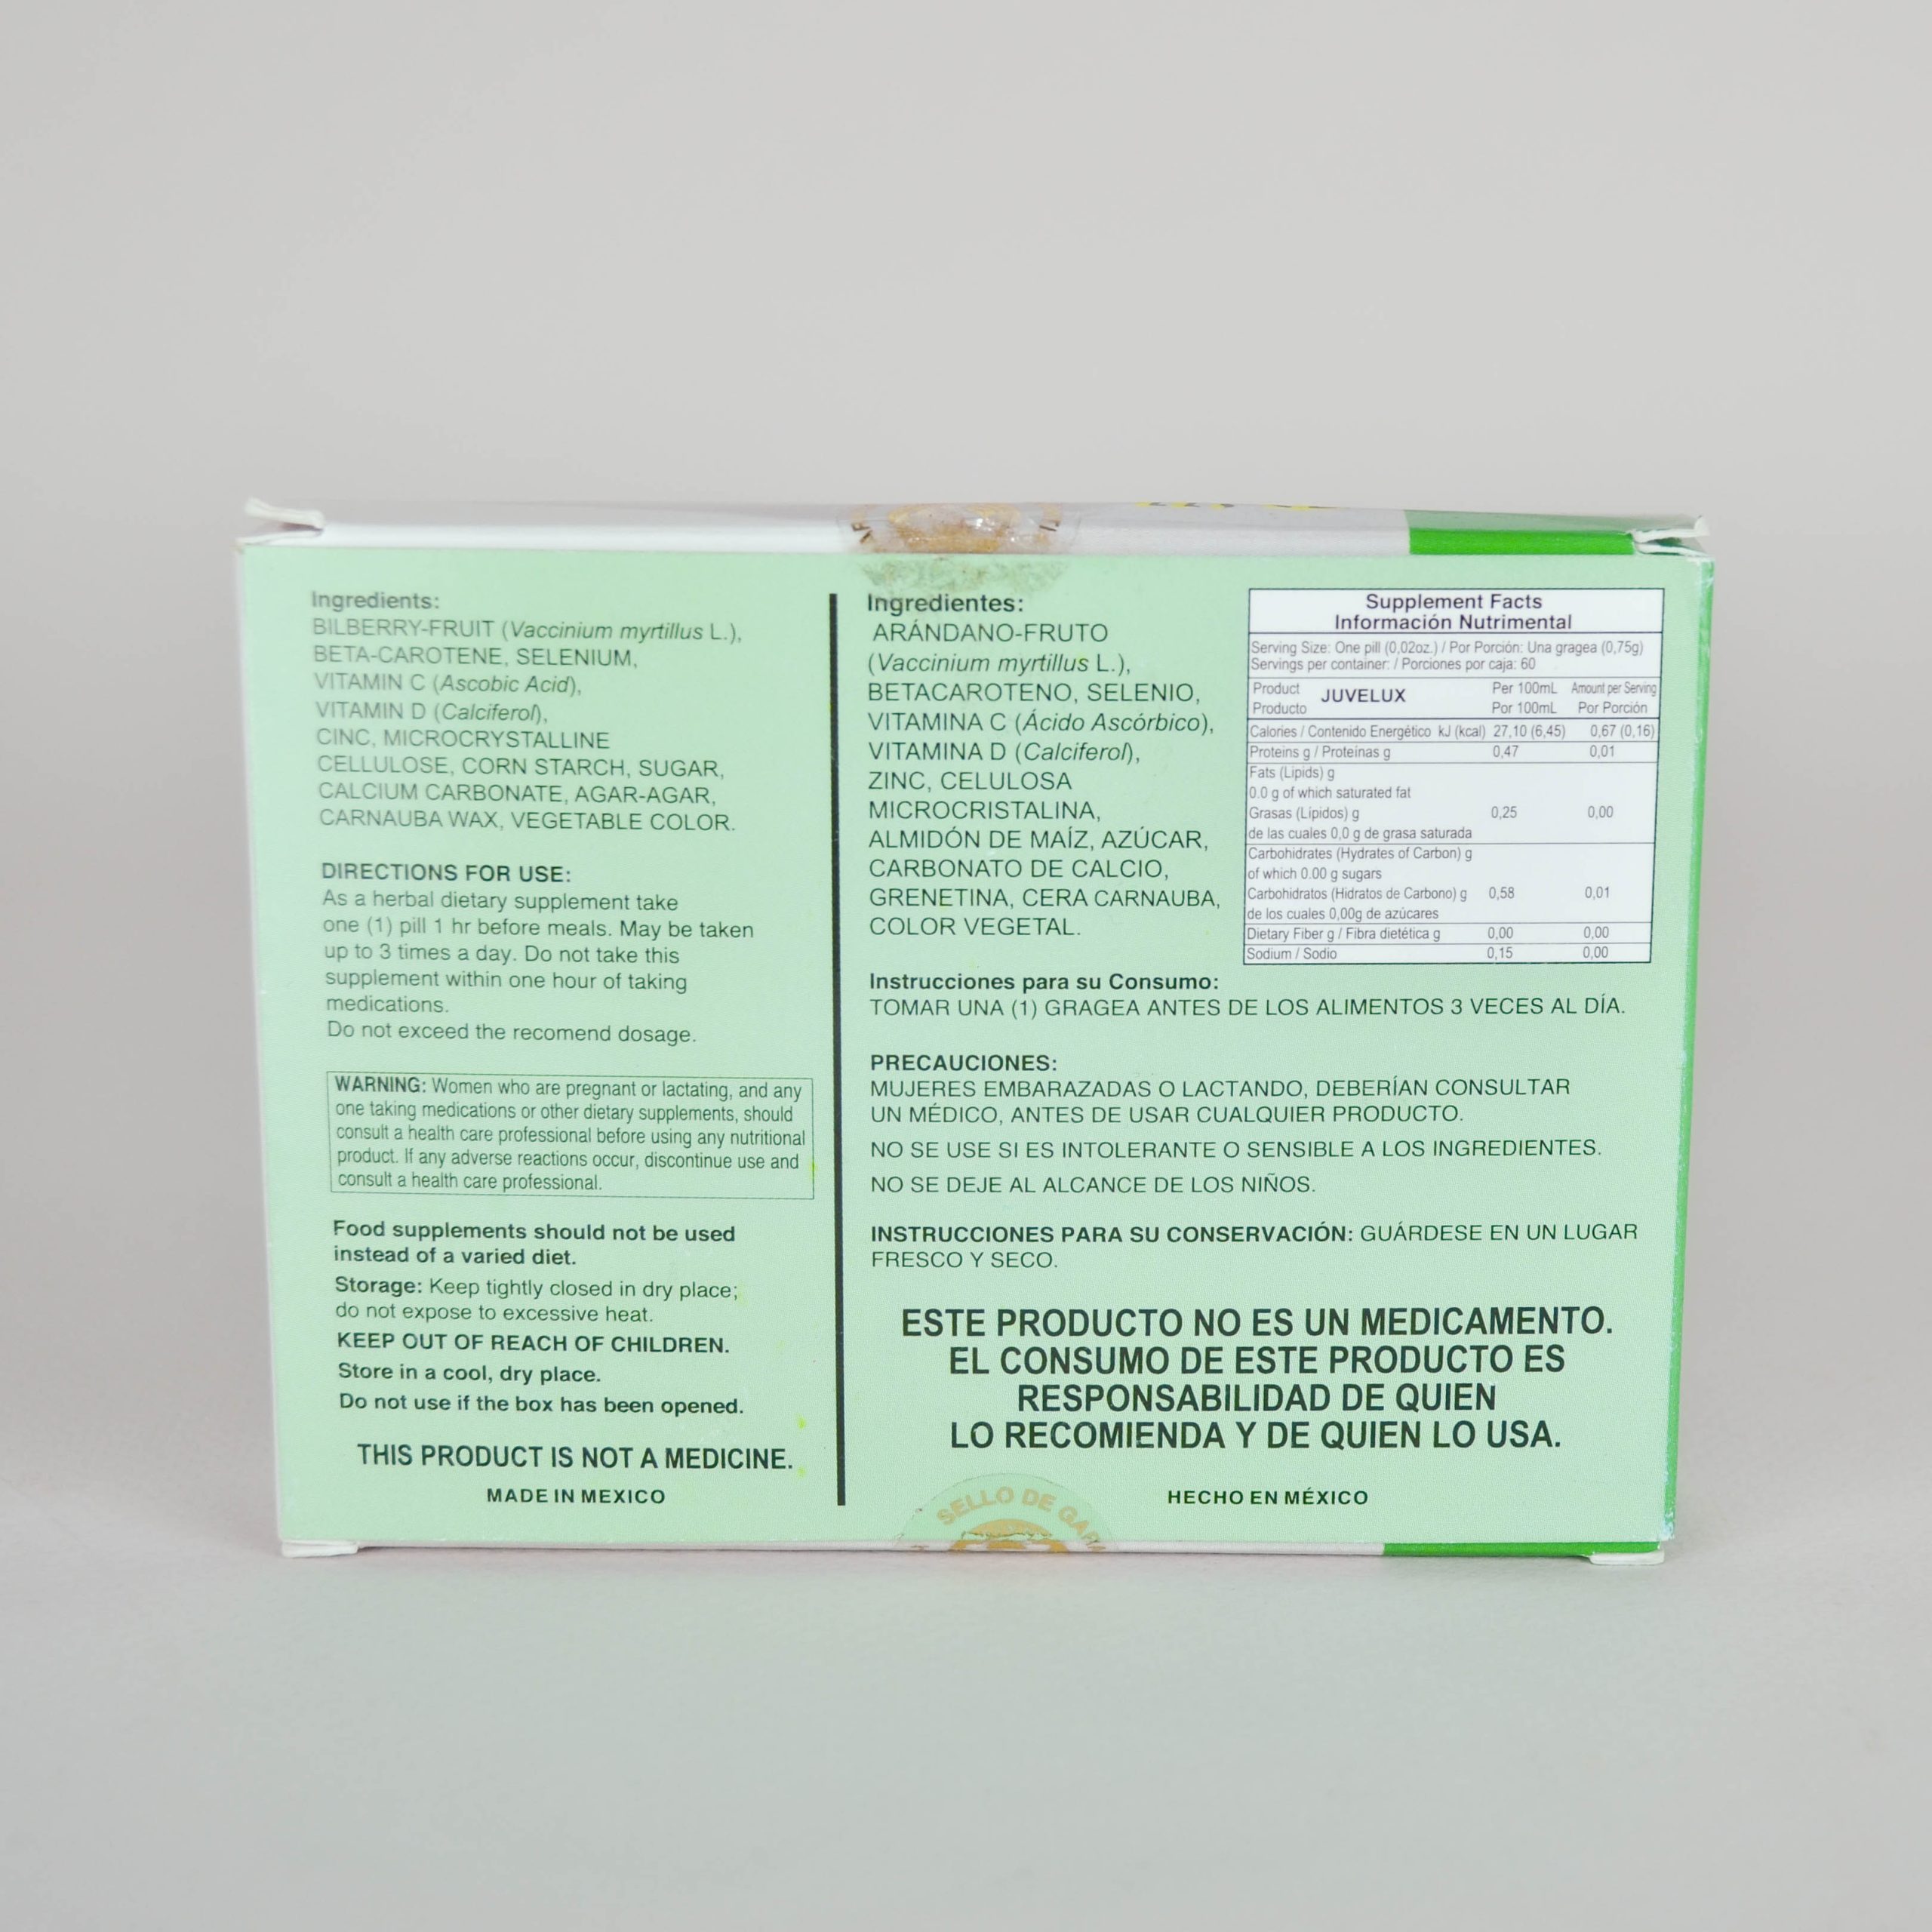 Ingredients:
BILBERRY-FRUIT (Vaccinium myrtillus L.),
BETA-CAROTENE, SELENIUM,
VITAMIN C (Ascobic Acid),
VITAMIN D (Calciferol),
CINC, MICROCRYSTALLINE
CELLULOSE, CORN STARCH, SUGAR,
CALCIUM CARBONATE, AGAR-AGAR,
CARNAUBA WAX, VEGETABLE COLOR.
DIRECTIONS FOR USE:
As a herbal dietary supplement take
one (1) pill 1 hr before meals. May be taken
up to 3 times a day. Do not take this
supplement within one hour of taking
medications.
Do not exceed the recomend dosage.
WARNING: Women who are pregnant or lactating, and any
one taking medications or other dietary supplements, should
consult a health care professional before using any nutritional
product. If any adverse reactions occur, discontinue use and
consult a health care professional.
Food supplements should not be used
instead of a varied diet.
Storage: Keep tightly closed in dry place;
do not expose to excessive heat.
KEEP OUT OF REACH OF CHILDREN.
Store in a cool, dry place.
Do not use if the box has been opened.
THIS PRODUCT IS NOT A MEDICINE.
MADE IN MEXICO
Ingredientes:
ARÁNDANO-FRUTO
(Vaccinium myrtillus L.),
BETACAROTENO, SELENIO,
VITAMINA C (Ácido Ascórbico),
VITAMINA D (Calciferol),
ZINC, CELULOSA
MICROCRISTALINA,
ALMIDÓN DE MAÍZ, AZÚCAR,
CARBONATO DE CALCIO,
GRENETINA, CERA CARNAUBA,
COLOR VEGETAL.
Supplement Facts
Información Nutrimental
Serving Size: One pill (0,02oz.) / Por Porción: Una gragea (0,75g)
Servings per container: / Porciones por caja: 60
Product JUVELUX Per 100mL Amount per Serving
Producto Por 100mL Por Porción
Calories / Contenido Energético kJ (kcal) 27,10 (6,45) 0,67 (0,16)
Proteins g / Proteínas g 0,47 0,01
Fats (Lipids) g
0.0 g of which saturated fat
Grasas (Lípidos) g 0,25 0,00
de las cuales 0,0 g de grasa saturada
Carbohidrates (Hydrates of Carbon) g
of which 0.00 g sugars
Carbohidratos (Hidratos de Carbono) g 0,58 0,01
de los cuales 0,00g de azúcares
Dietary Fiber g / Fibra dietética g 0,00 0,00
Sodium / Sodio 0,15 0,00
Instrucciones para su Consumo:
TOMAR UNA (1) GRAGEA ANTES DE LOS ALIMENTOS 3 VECES AL DÍA.
PRECAUCIONES:
MUJERES EMBARAZADAS O LACTANDO, DEBERÍAN CONSULTAR
UN MÉDICO, ANTES DE USAR CUALQUIER PRODUCTO.
NO SE USE SI ES INTOLERANTE O SENSIBLE A LOS INGREDIENTES.
NO SE DEJE AL ALCANCE DE LOS NIÑOS.
INSTRUCCIONES PARA SU CONSERVACIÓN: GUÁRDESE EN UN LUGAR
FRESCO Y SECO.
ESTE PRODUCTO NO ES UN MEDICAMENTO.
EL CONSUMO DE ESTE PRODUCTO ES
RESPONSABILIDAD DE QUIEN
LO RECOMIENDA Y DE QUIEN LO USA.
HECHO EN MÉXICO
SELLO DE